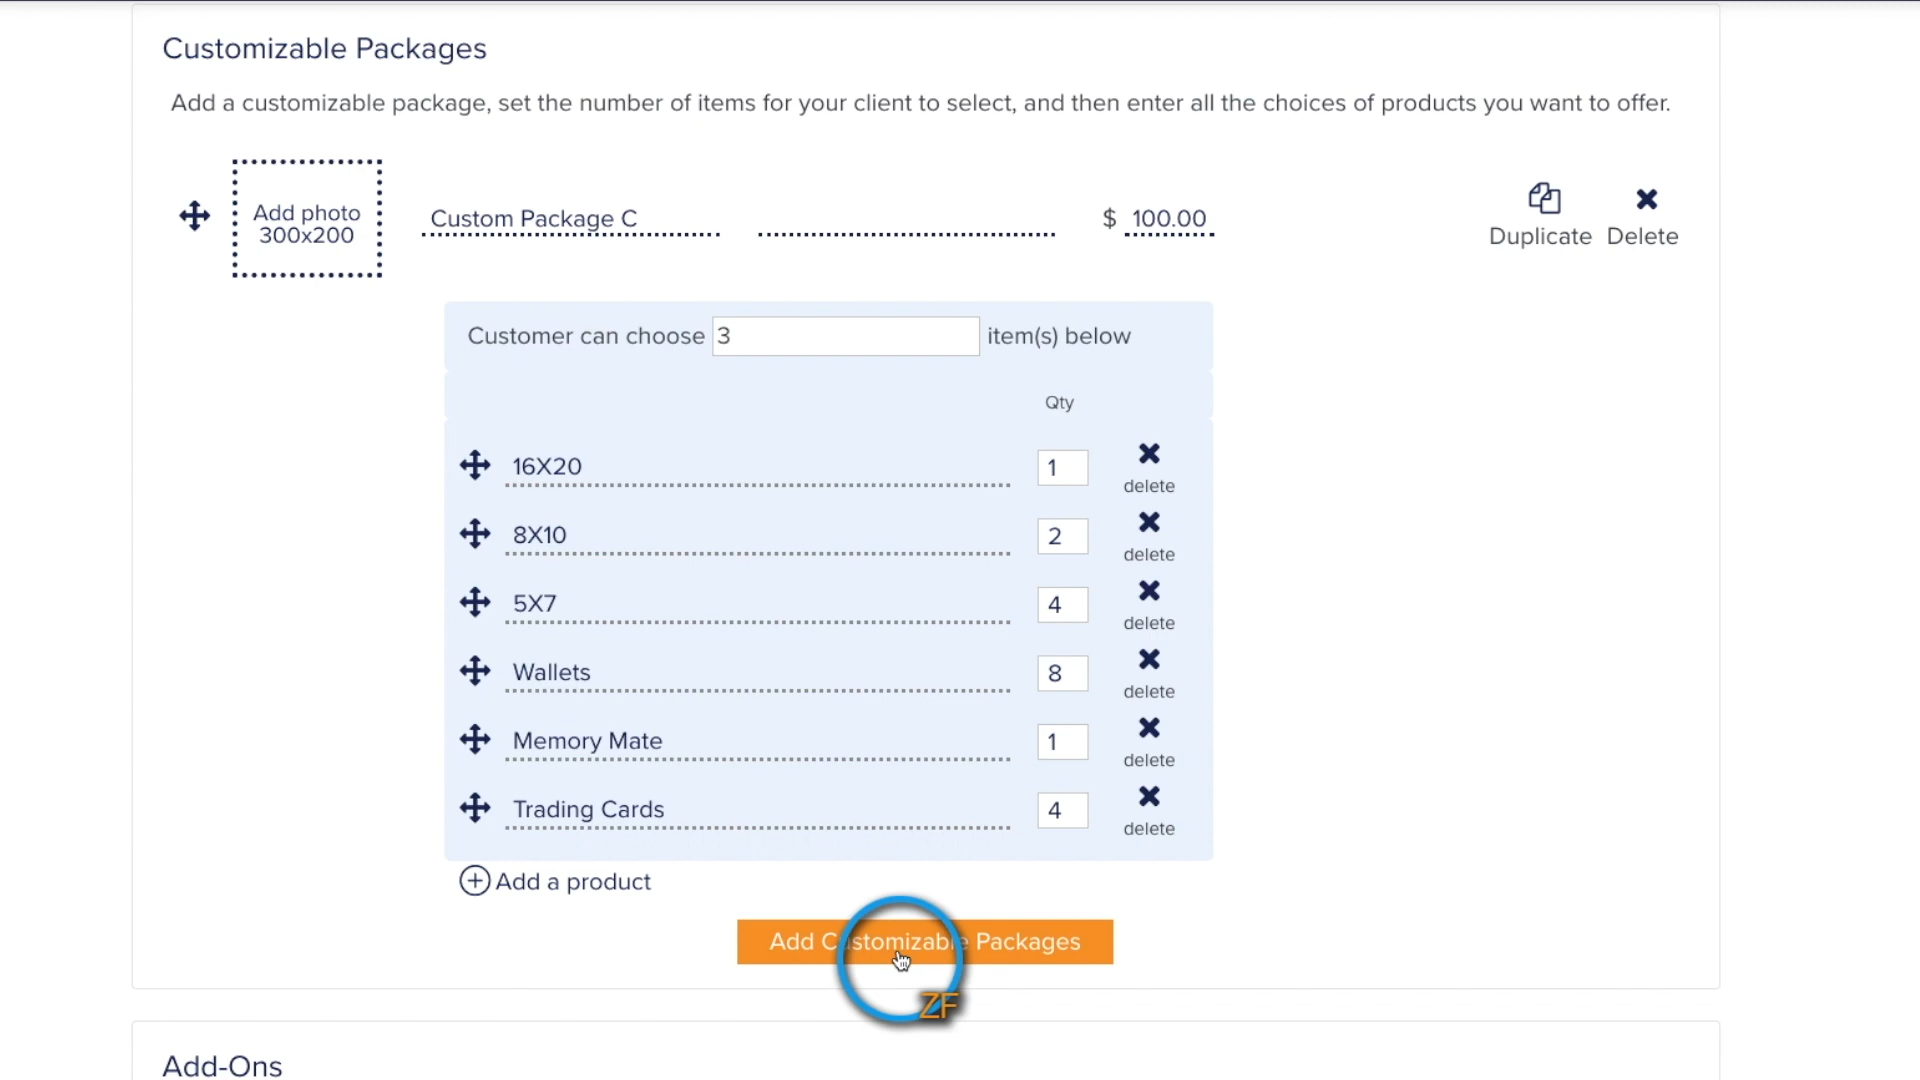 Customizable Packages
Add a customizable package, set the number of items for your client to select, and then enter all the choices of products you want to offer.
Add photo
300x200
Custom Package C
$ 100.00
Duplicate
Delete
Customer can choose 3 item(s) below
Qty
16X20 1
delete
8X10 2
delete
5X7 4
delete
Wallets 8
delete
Memory Mate 1
delete
Trading Cards 4
delete
Add a product
Add Customizable Packages
ZF
Add-Ons